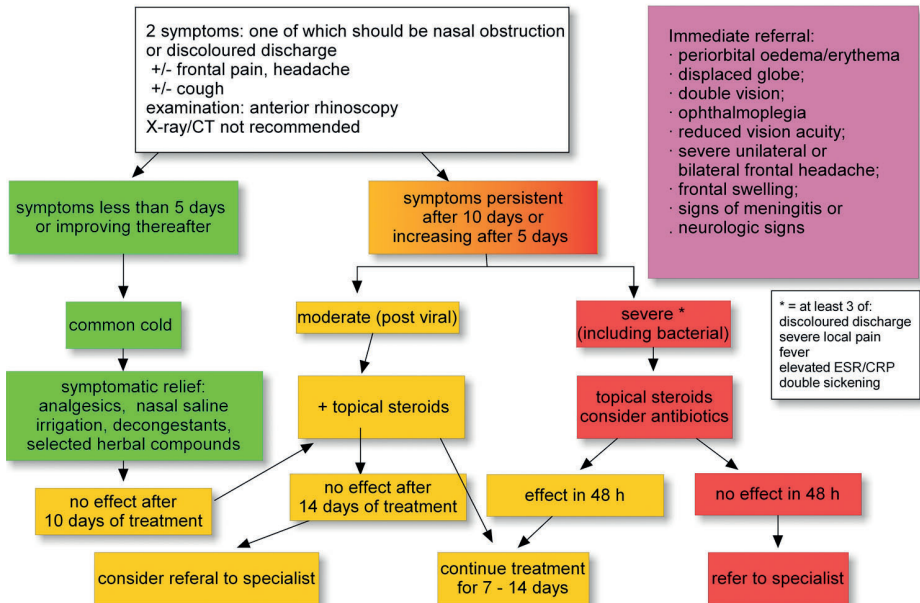 2 symptoms: one of which should be nasal obstruction
or discoloured discharge
+/- frontal pain, headache
+/- cough
examination: anterior rhinoscopy
X-ray/CT not recommended
Immediate referral:
· periorbital oedema/erythema
· displaced globe;
· double vision;
· ophthalmoplegia
· reduced vision acuity;
· severe unilateral or
bilateral frontal headache;
· frontal swelling;
· signs of meningitis or
. neurologic signs
symptoms less than 5 days
or improving thereafter
symptoms persistent
after 10 days or
increasing after 5 days
common cold
moderate (post viral)
severe *
(including bacterial)
* = at least 3 of:
discoloured discharge
severe local pain
fever
elevated ESR/CRP
double sickening
symptomatic relief:
analgesics, nasal saline
irrigation, decongestants,
selected herbal compounds
+ topical steroids
topical steroids
consider antibiotics
no effect after
10 days of treatment
no effect after
14 days of treatment
effect in 48 h
no effect in 48 h
consider referal to specialist
continue treatment
for 7 - 14 days
refer to specialist